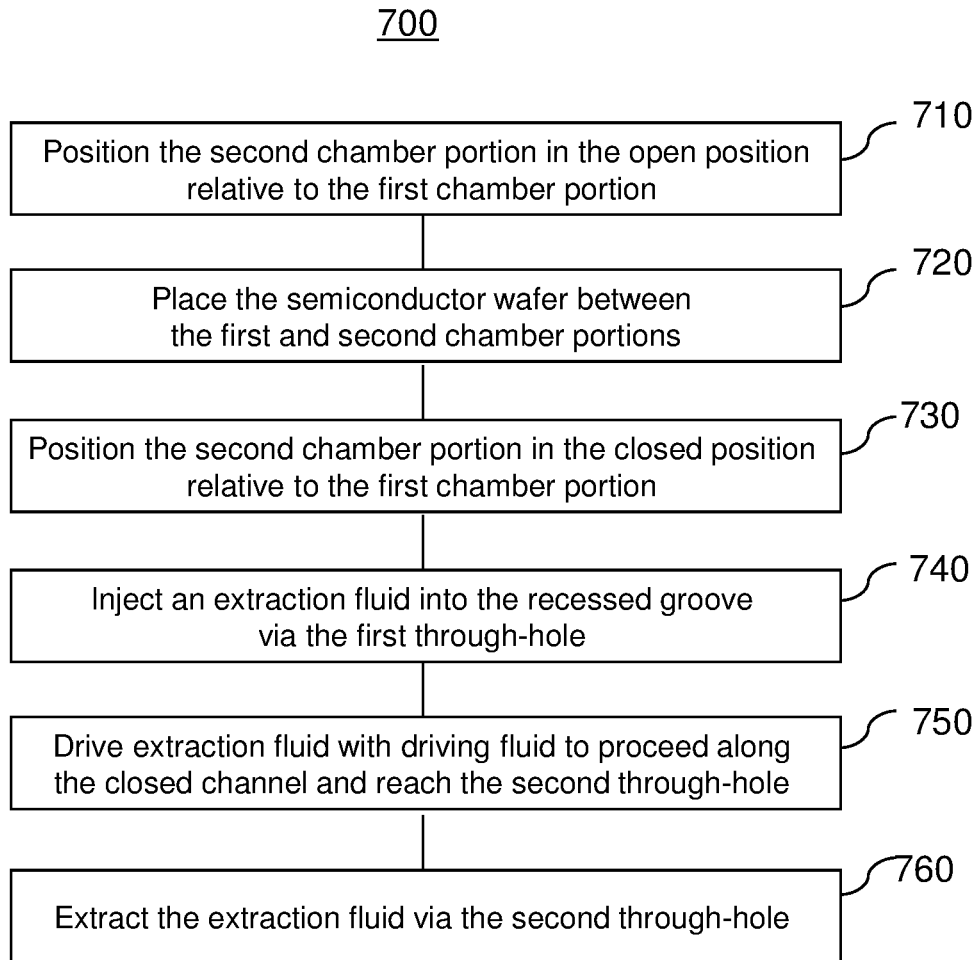 700
710
Position the second chamber portion in the open position
relative to the first chamber portion
720
Place the semiconductor wafer between
the first and second chamber portions
730
Position the second chamber portion in the closed position
relative to the first chamber portion
740
Inject an extraction fluid into the recessed groove
via the first through-hole
750
Drive extraction fluid with driving fluid to proceed along
the closed channel and reach the second through-hole
760
Extract the extraction fluid via the second through-hole